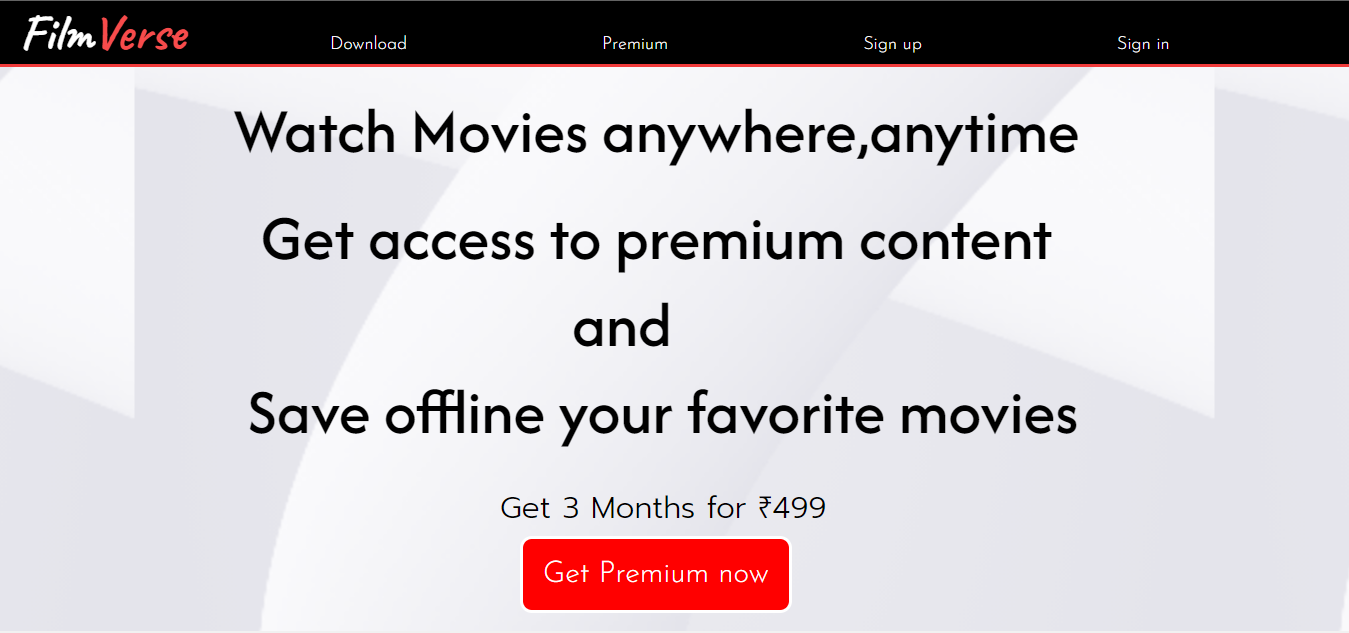 FilmVerse Download Premium Sign up Sign in
Watch Movies anywhere,anytime
Get access to premium content
and
Save offline your favorite movies
Get 3 Months for ₹499
Get Premium now